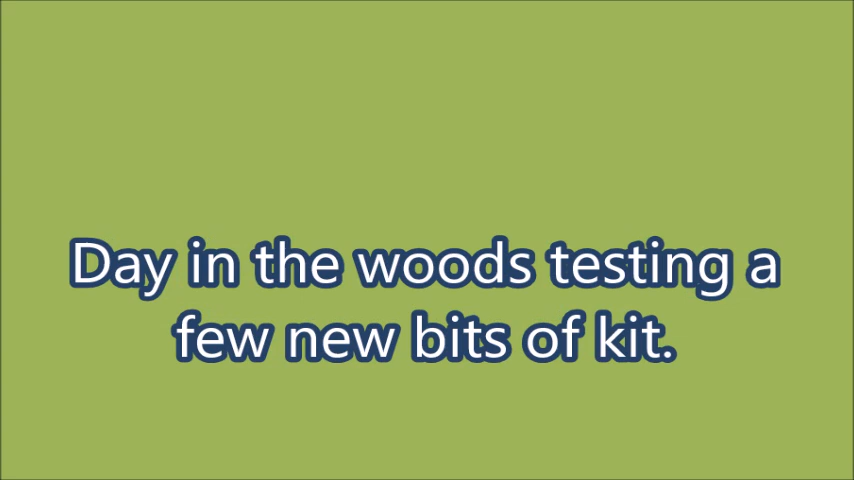 Day in the woods testing a
few new bits of kit.